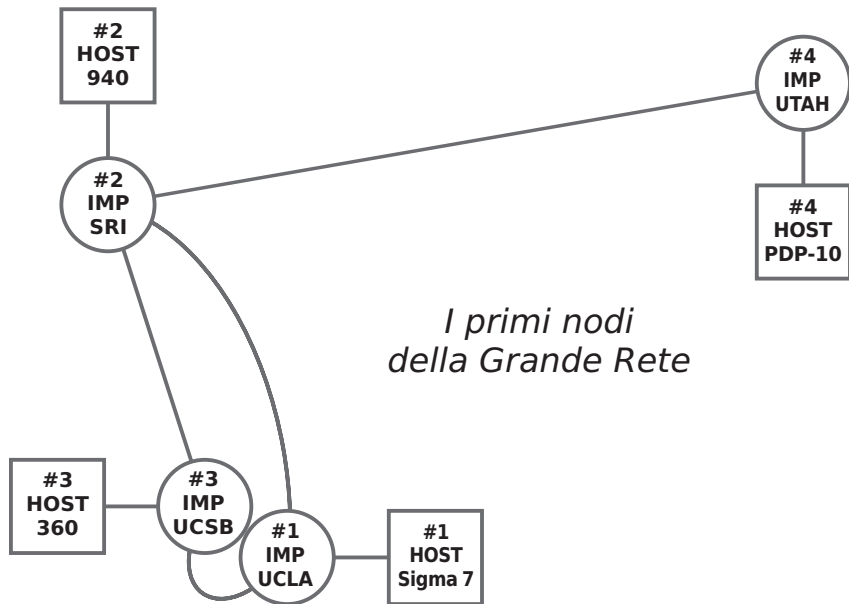 #2
HOST
940
#4
IMP
UTAH
#2
IMP
SRI
#4
HOST
PDP-10
I primi nodi
della Grande Rete
#3
HOST
360
#3
IMP
UCSB
#1
IMP
UCLA
#1
HOST
Sigma 7